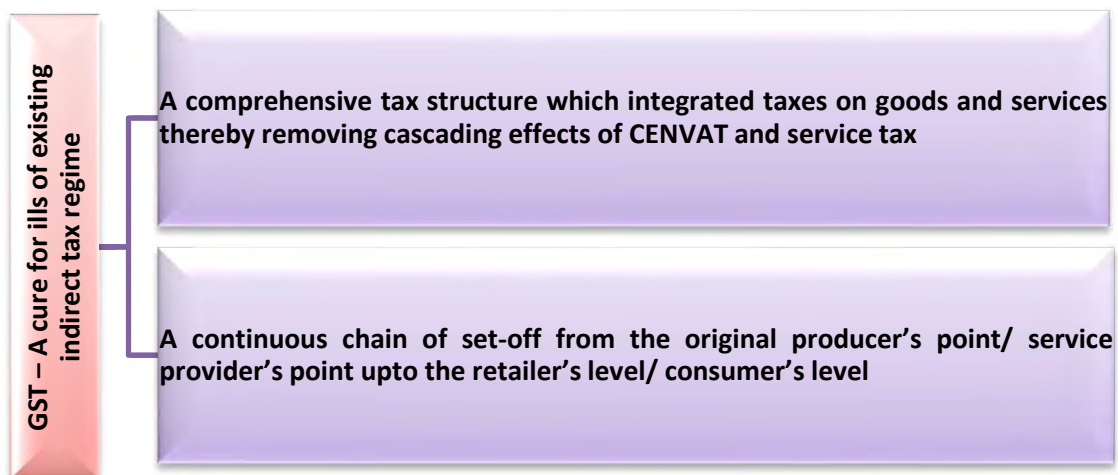 GST – A cure for ills of existing
indirect tax regime
A comprehensive tax structure which integrated taxes on goods and services
thereby removing cascading effects of CENVAT and service tax
A continuous chain of set-off from the original producer’s point/ service
provider’s point upto the retailer’s level/ consumer’s level